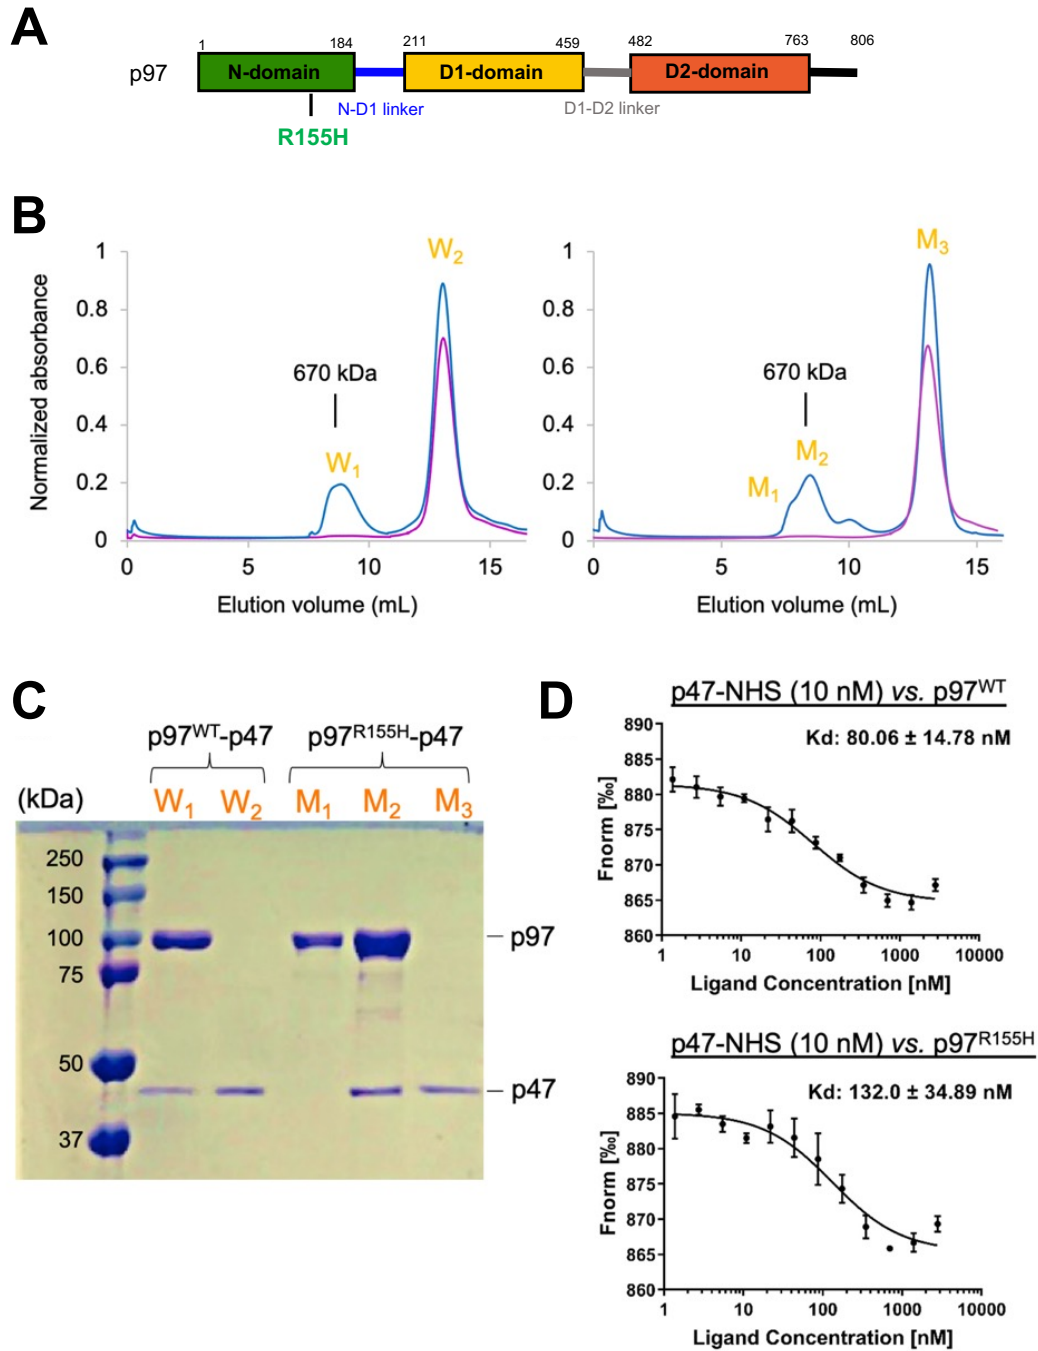 A
1 184 211 459 482 763 806
p97 N-domain D1-domain D2-domain
N-D1 linker D1-D2 linker
R155H
B
W₂
1
0.8
0.6
0.4
0.2
0
Normalized absorbance
670 kDa
W₁
0 5 10 15
Elution volume (mL)
M₃
1
0.8
0.6
0.4
0.2
0
670 kDa
M₂
M₁
0 5 10 15
Elution volume (mL)
C
p97ᵂᵀ-p47 p97ᴿ¹⁵⁵ᴴ-p47
(kDa) W₁ W₂ M₁ M₂ M₃
250
150
100
75
50
37
p97
p47
D
p47-NHS (10 nM) vs. p97ᵂᵀ
Kd: 80.06 ± 14.78 nM
890
885
880
875
870
865
860
Fnorm [‰]
1 10 100 1000 10000
Ligand Concentration [nM]
p47-NHS (10 nM) vs. p97ᴿ¹⁵⁵ᴴ
Kd: 132.0 ± 34.89 nM
890
885
880
875
870
865
860
Fnorm [‰]
1 10 100 1000 10000
Ligand Concentration [nM]